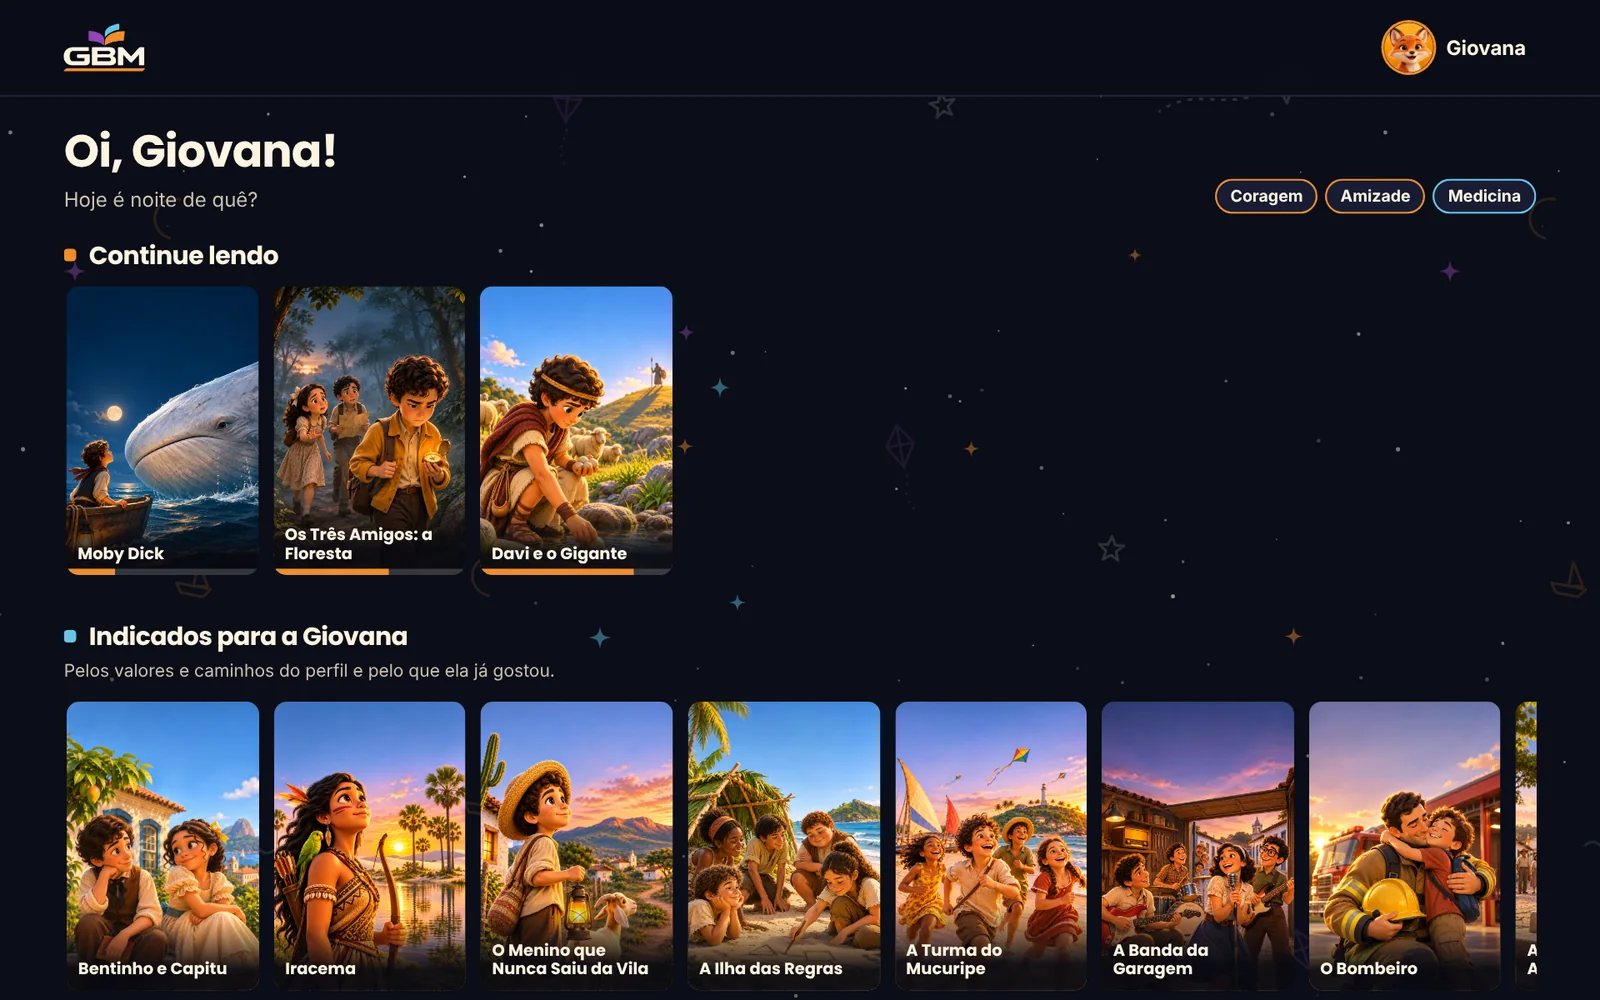 GBM
Giovana
Oi, Giovana!
Hoje é noite de quê?
Coragem
Amizade
Medicina
Continue lendo
Moby Dick
Os Três Amigos: a
Floresta
Davi e o Gigante
Indicados para a Giovana
Pelos valores e caminhos do perfil e pelo que ela já gostou.
Bentinho e Capitu
Iracema
O Menino que
Nunca Saiu da Vila
A Ilha das Regras
A Turma do
Mucuripe
A Banda da
Garagem
O Bombeiro